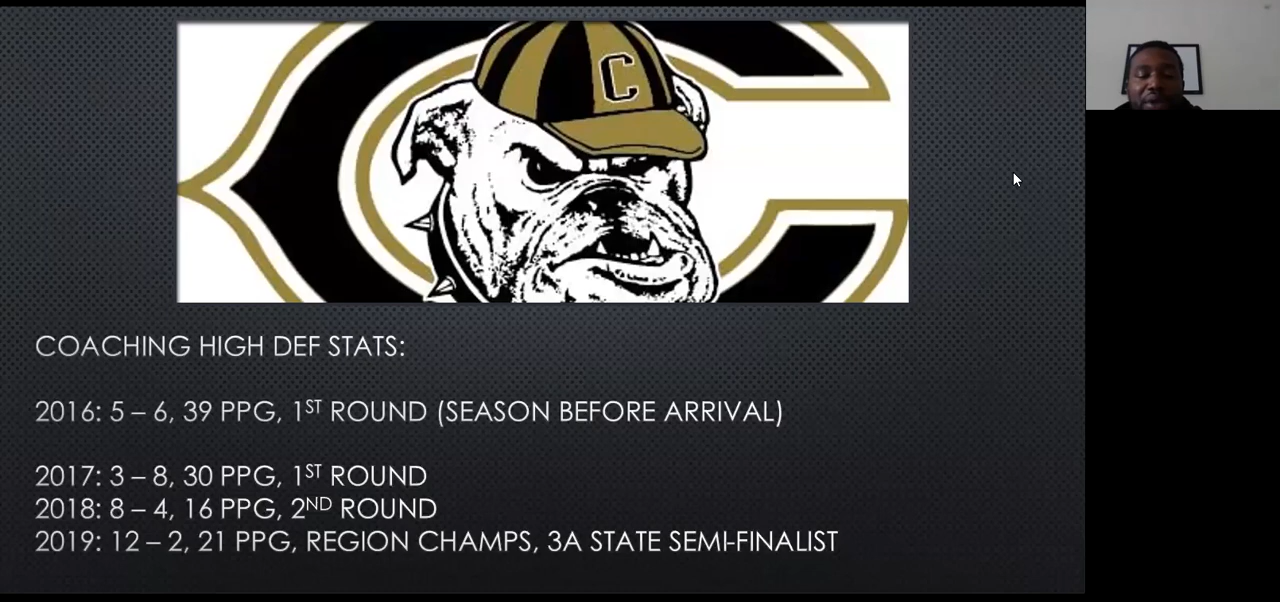 C
COACHING HIGH DEF STATS:
2016: 5 – 6, 39 PPG, 1ST ROUND (SEASON BEFORE ARRIVAL)
2017: 3 – 8, 30 PPG, 1ST ROUND
2018: 8 – 4, 16 PPG, 2ND ROUND
2019: 12 – 2, 21 PPG, REGION CHAMPS, 3A STATE SEMI-FINALIST